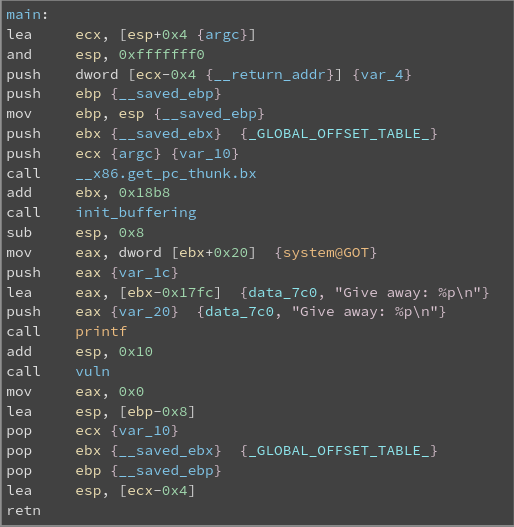 main:
lea ecx, [esp+0x4 {argc}]
and esp, 0xfffffff0
push dword [ecx-0x4 {__return_addr}] {var_4}
push ebp {__saved_ebp}
mov ebp, esp {__saved_ebp}
push ebx {__saved_ebx} {_GLOBAL_OFFSET_TABLE_}
push ecx {argc} {var_10}
call __x86.get_pc_thunk.bx
add ebx, 0x18b8
call init_buffering
sub esp, 0x8
mov eax, dword [ebx+0x20] {system@GOT}
push eax {var_1c}
lea eax, [ebx-0x17fc] {data_7c0, "Give away: %p\n"}
push eax {var_20} {data_7c0, "Give away: %p\n"}
call printf
add esp, 0x10
call vuln
mov eax, 0x0
lea esp, [ebp-0x8]
pop ecx {var_10}
pop ebx {__saved_ebx} {_GLOBAL_OFFSET_TABLE_}
pop ebp {__saved_ebp}
lea esp, [ecx-0x4]
retn